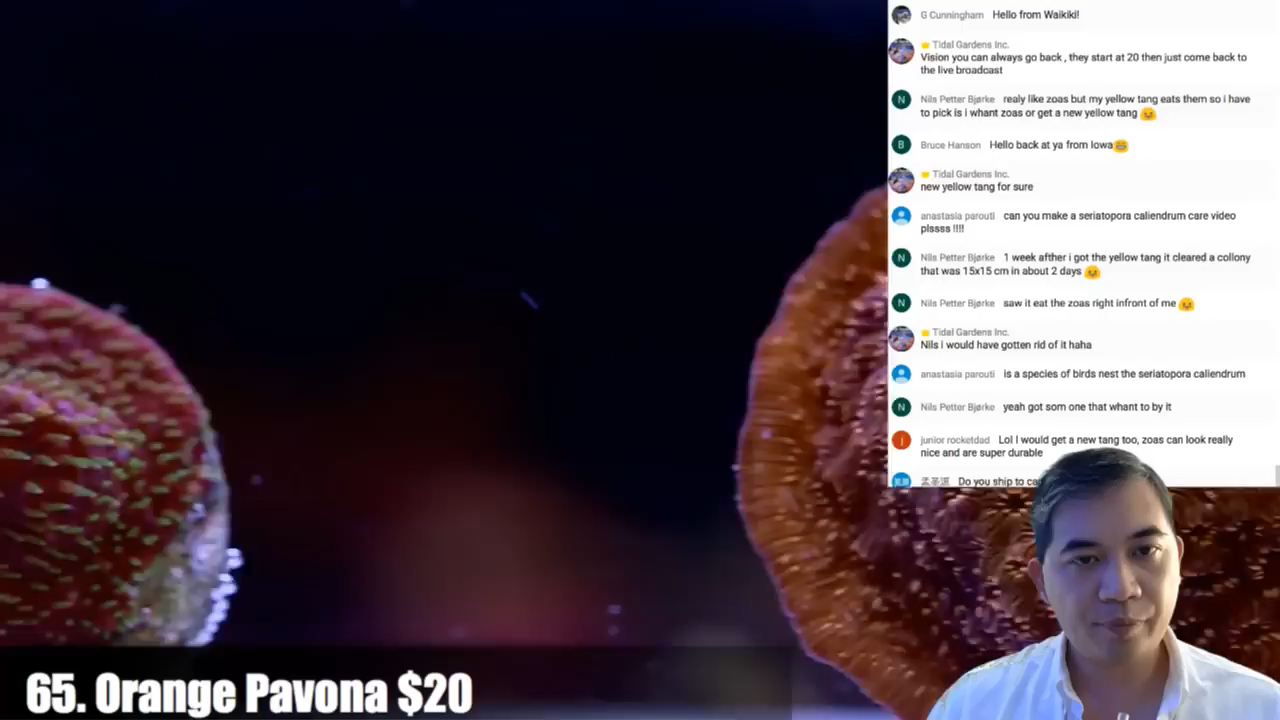 G Cunningham Hello from Waikiki!
Tidal Gardens Inc.
Vision you can always go back , they start at 20 then just come back to
the live broadcast
N Nils Petter Bjørke realy like zoas but my yellow tang eats them so i have
to pick is i whant zoas or get a new yellow tang
B Bruce Hanson Hello back at ya from Iowa
Tidal Gardens Inc.
new yellow tang for sure
anastasia parouti can you make a seriatopora caliendrum care video
plssss !!!!
N Nils Petter Bjørke 1 week afther i got the yellow tang it cleared a collony
that was 15x15 cm in about 2 days
N Nils Petter Bjørke saw it eat the zoas right infront of me
Tidal Gardens Inc.
Nils i would have gotten rid of it haha
anastasia parouti is a species of birds nest the seriatopora caliendrum
N Nils Petter Bjørke yeah got som one that whant to by it
j junior rocketdad Lol I would get a new tang too, zoas can look really
nice and are super durable
Do you ship to
65. Orange Pavona $20